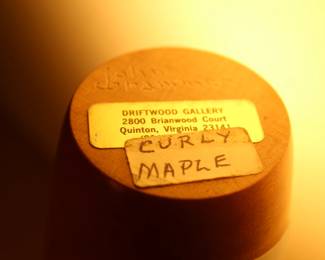 DRIFTWOOD GALLERY
2800 Brianwood Court
Quinton, Virginia 23141
CURLY
MAPLE